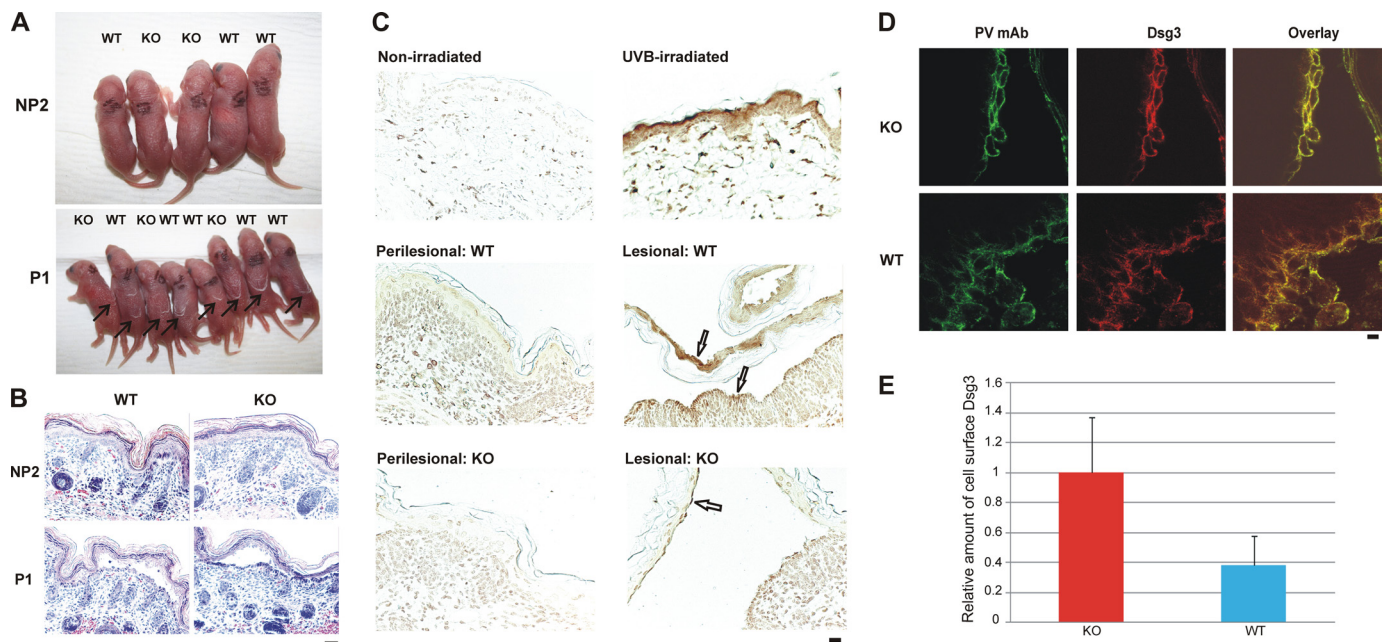 A
WT KO KO WT WT
NP2
KO WT KO WT WT KO WT WT
P1
B
WT KO
NP2
P1
C
Non-irradiated UVB-irradiated
Perilesional: WT Lesional: WT
Perilesional: KO Lesional: KO
D
PV mAb Dsg3 Overlay
KO
WT
E
Relative amount of cell surface Dsg3
1.6
1.4
1.2
1
0.8
0.6
0.4
0.2
0
KO WT